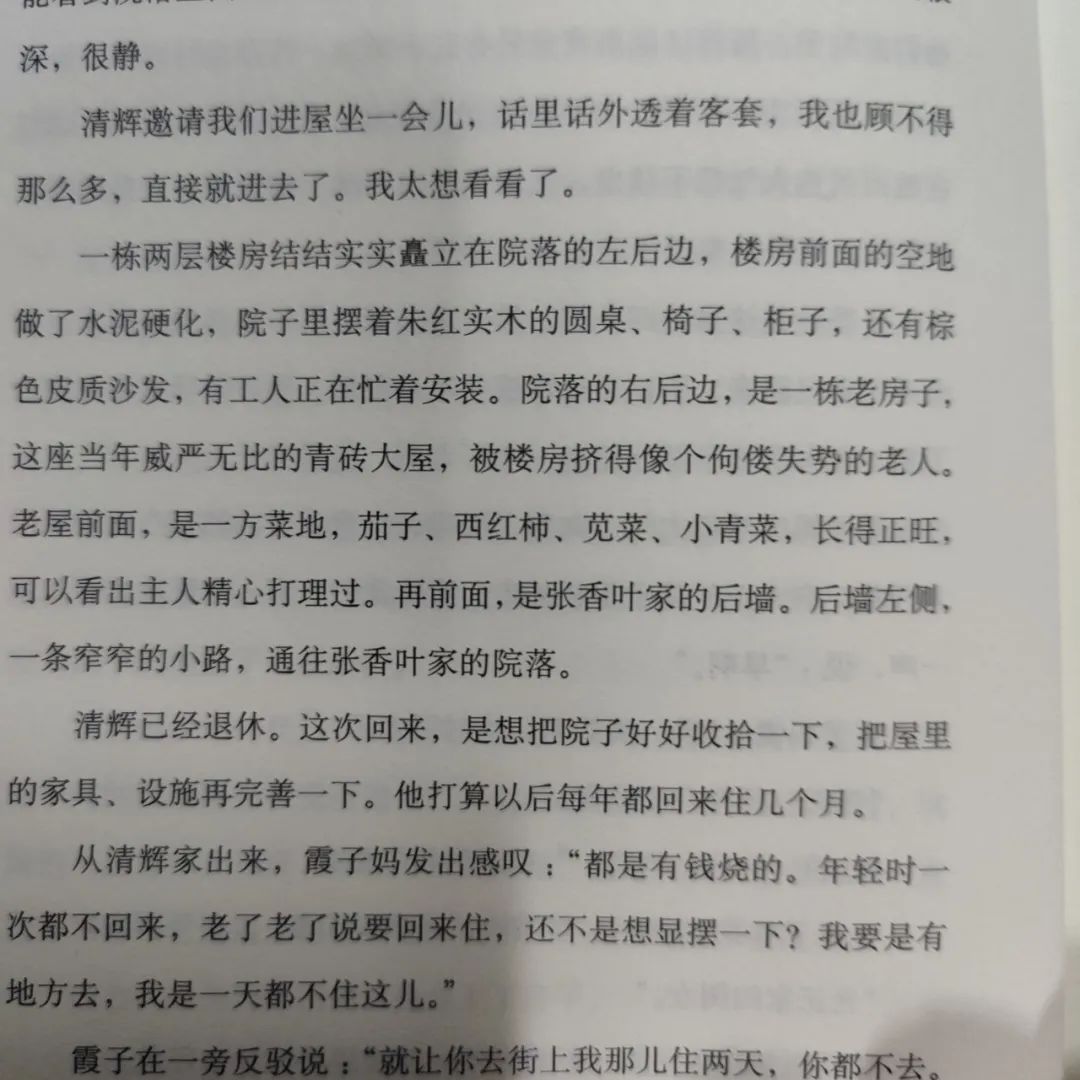 深，很静。
清辉邀请我们进屋坐一会儿，话里话外透着客套，我也顾不得
那么多，直接就进去了。我太想看看了。
一栋两层楼房结结实实矗立在院落的左后边，楼房前面的空地
做了水泥硬化，院子里摆着朱红实木的圆桌、椅子、柜子，还有棕
色皮质沙发，有工人正在忙着安装。院落的右后边，是一栋老房子，
这座当年威严无比的青砖大屋，被楼房挤得像个佝偻失势的老人。
老屋前面，是一方菜地，茄子、西红柿、苋菜、小青菜，长得正旺，
可以看出主人精心打理过。再前面，是张香叶家的后墙。后墙左侧，
一条窄窄的小路，通往张香叶家的院落。
清辉已经退休。这次回来，是想把院子好好收拾一下，把屋里
的家具、设施再完善一下。他打算以后每年都回来住几个月。
从清辉家出来，霞子妈发出感叹：“都是有钱烧的。年轻时一
次都不回来，老了老了说要回来住，还不是想显摆一下？我要是有
地方去，我是一天都不住这儿。”
霞子在一旁反驳说：“就让你去街上我那儿住两天，你都不去。